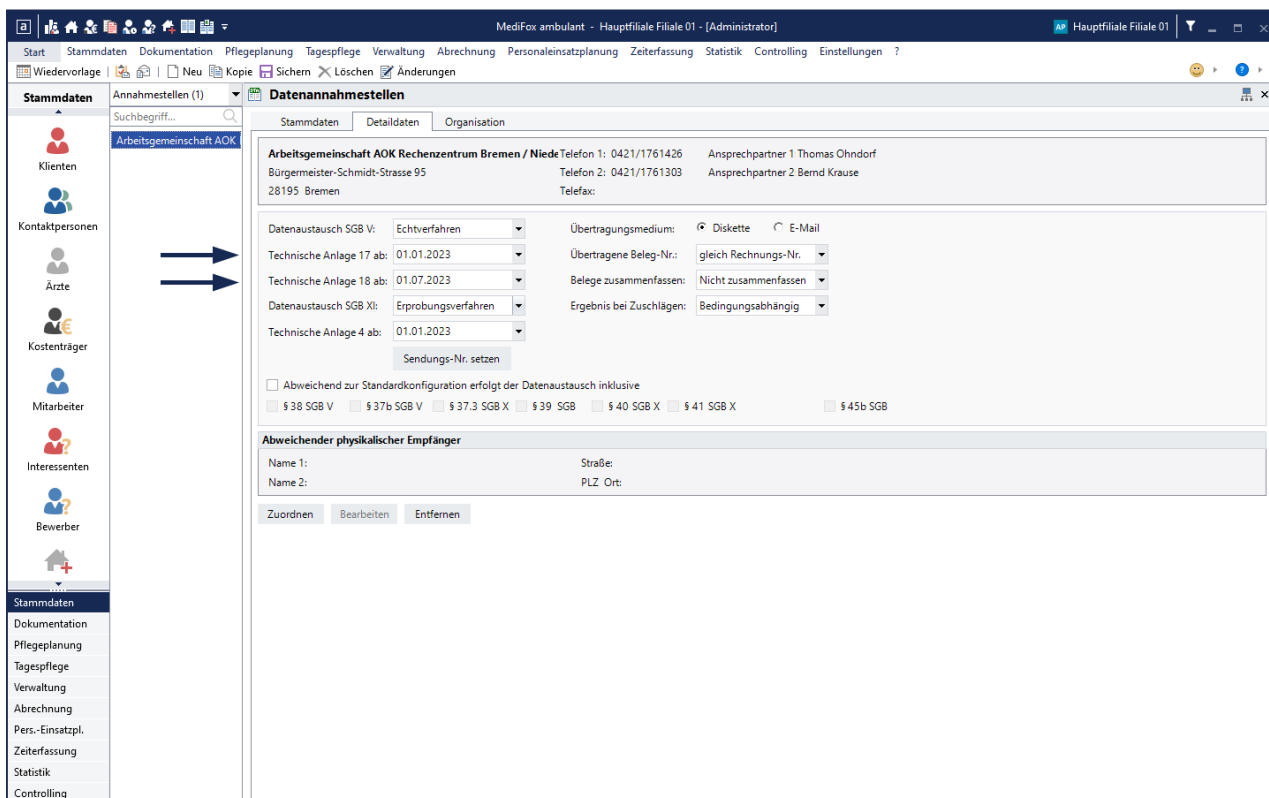 a
MediFox ambulant - Hauptfiliale Filiale 01 - [Administrator]
AP Hauptfiliale Filiale 01
Start Stammdaten Dokumentation Pflegeplanung Tagespflege Verwaltung Abrechnung Personaleinsatzplanung Zeiterfassung Statistik Controlling Einstellungen ?
Wiedervorlage Neu Kopie Sichern Löschen Änderungen
Stammdaten
Klienten
Kontaktpersonen
Ärzte
Kostenträger
Mitarbeiter
Interessenten
Bewerber
Stammdaten
Dokumentation
Pflegeplanung
Tagespflege
Verwaltung
Abrechnung
Pers.-Einsatzpl.
Zeiterfassung
Statistik
Controlling
Annahmestellen (1)
Suchbegriff...
Arbeitsgemeinschaft AOK
Datenannahmestellen
Stammdaten Detaildaten Organisation
Arbeitsgemeinschaft AOK Rechenzentrum Bremen / Niede Telefon 1: 0421/1761426 Ansprechpartner 1 Thomas Ohndorf
Bürgermeister-Schmidt-Strasse 95 Telefon 2: 0421/1761303 Ansprechpartner 2 Bernd Krause
28195 Bremen Telefax:
Datenaustausch SGB V: Echtverfahren Übertragungsmedium: Diskette E-Mail
Technische Anlage 17 ab: 01.01.2023 Übertragene Beleg-Nr.: gleich Rechnungs-Nr.
Technische Anlage 18 ab: 01.07.2023 Belege zusammenfassen: Nicht zusammenfassen
Datenaustausch SGB XI: Erprobungsverfahren Ergebnis bei Zuschlägen: Bedingungsabhängig
Technische Anlage 4 ab: 01.01.2023
Sendungs-Nr. setzen
Abweichend zur Standardkonfiguration erfolgt der Datenaustausch inklusive
§ 38 SGB V § 37b SGB V § 37.3 SGB X § 39 SGB § 40 SGB X § 41 SGB X § 45b SGB
Abweichender physikalischer Empfänger
Name 1: Straße:
Name 2: PLZ Ort:
Zuordnen Bearbeiten Entfernen